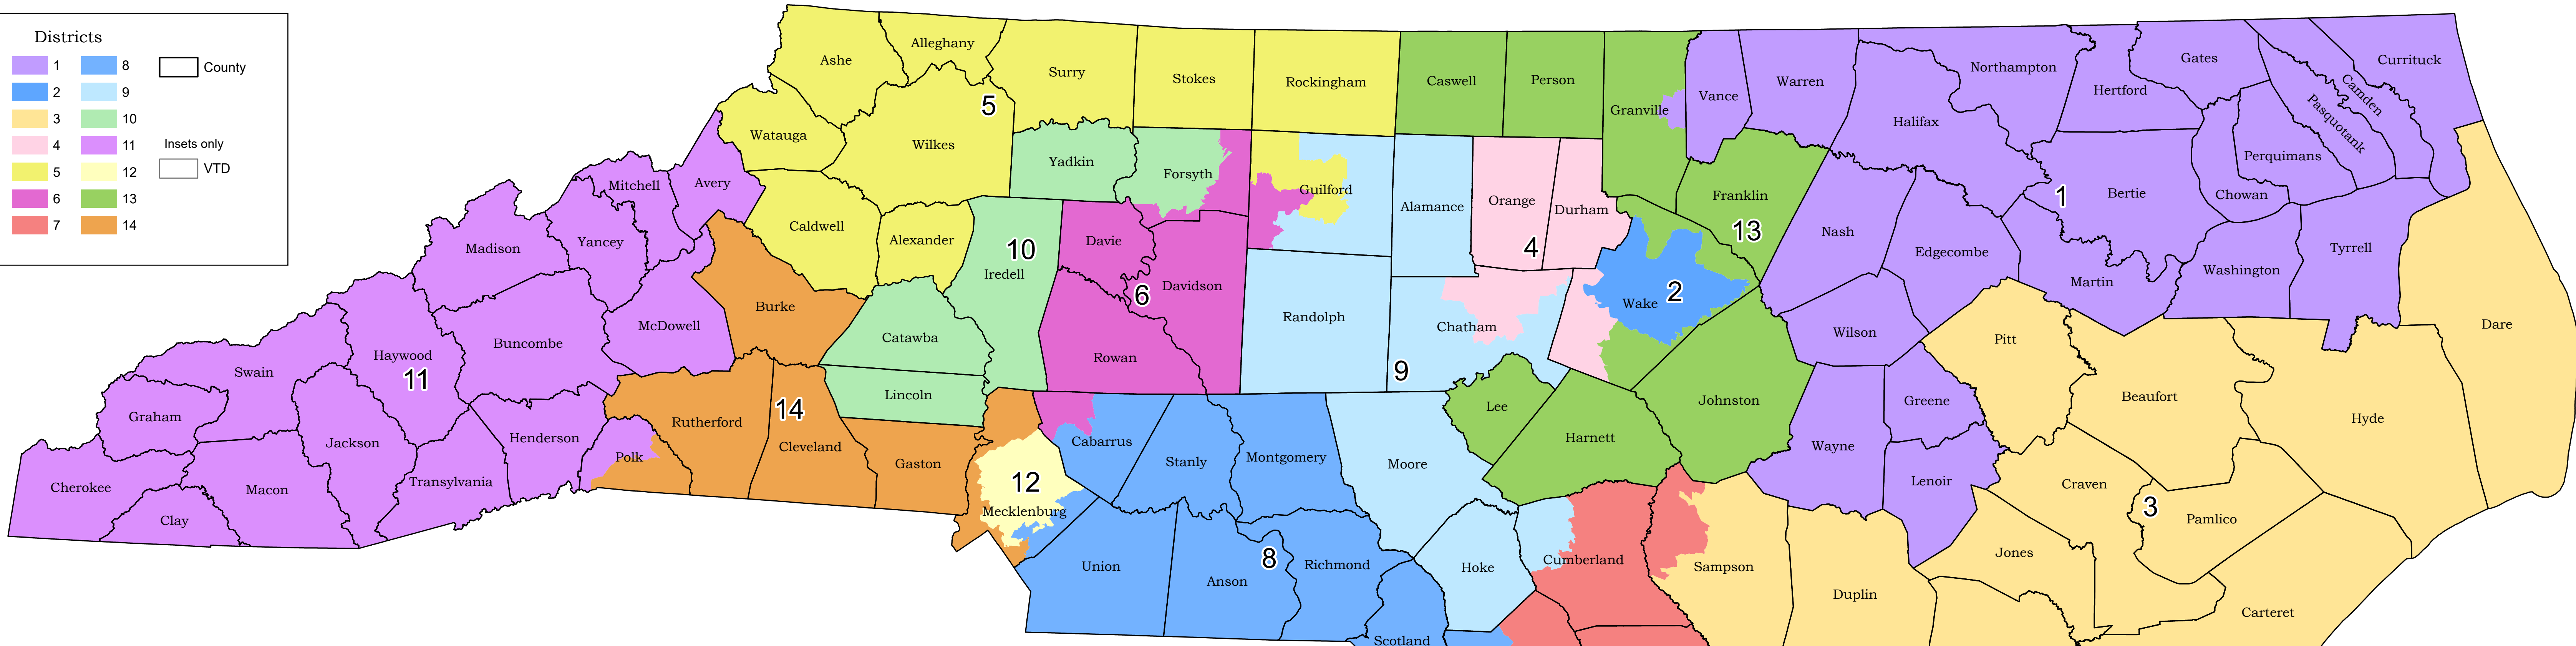 Districts
1
8
County
2
9
3
10
4
11
Insets only
5
12
VTD
6
13
7
14
Ashe
Alleghany
Surry
Stokes
Rockingham
Caswell
Person
Granville
Vance
Warren
Northampton
Halifax
Hertford
Gates
Camden
Pasquotank
Currituck
5
Watauga
Wilkes
Yadkin
Forsyth
Guilford
Alamance
Orange
Durham
Franklin
13
4
Nash
Edgecombe
1
Bertie
Perquimans
Chowan
Martin
Washington
Tyrrell
Dare
Avery
Mitchell
Yancey
Madison
Caldwell
Alexander
10
Iredell
Davie
6
Davidson
Randolph
Chatham
9
Wake
2
Wilson
Pitt
Beaufort
Hyde
Burke
McDowell
Buncombe
Haywood
11
Swain
Graham
Catawba
Lincoln
Rowan
Lee
Harnett
Johnston
Greene
Wayne
Lenoir
Craven
3
Pamlico
14
Rutherford
Cleveland
Gaston
Jackson
Henderson
Polk
Cherokee
Macon
Transylvania
Clay
12
Mecklenburg
Cabarrus
Stanly
Montgomery
Moore
Union
Anson
8
Richmond
Hoke
Cumberland
Sampson
Duplin
Jones
Carteret
Scotland